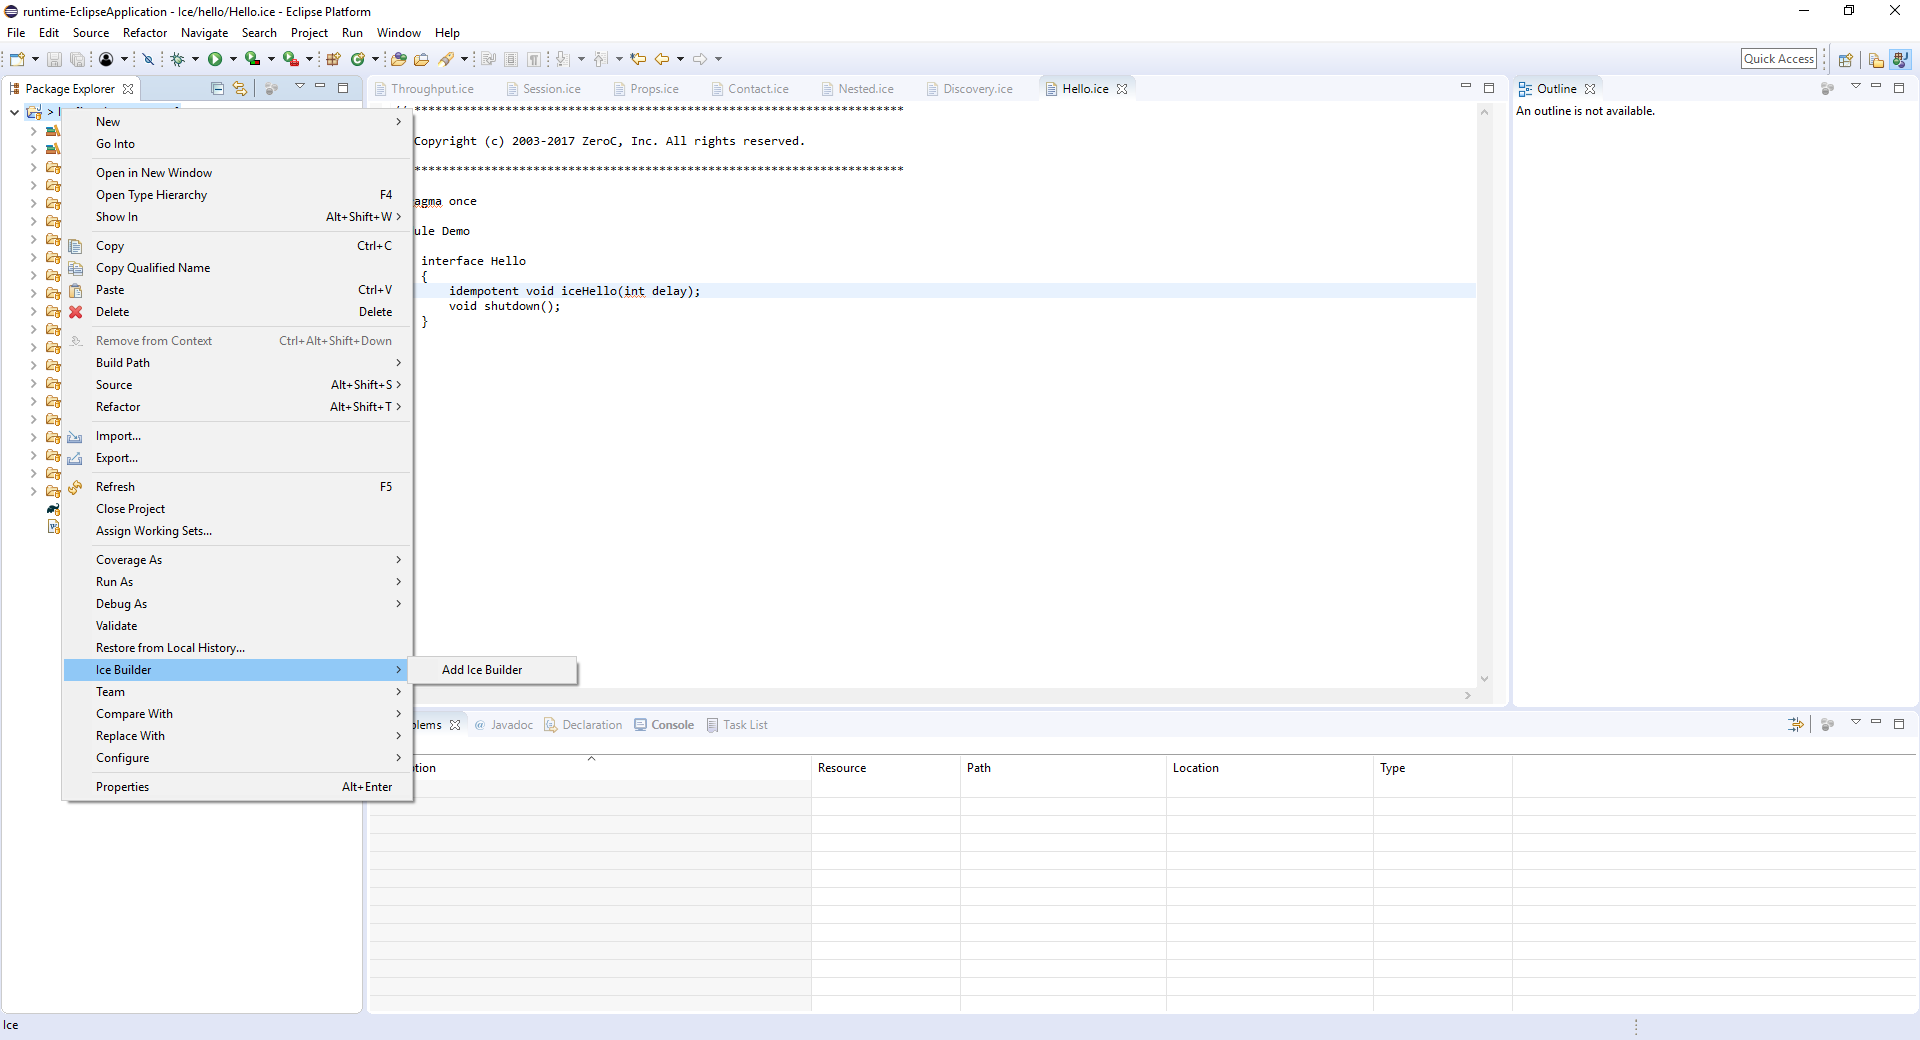 runtime-EclipseApplication - Ice/hello/Hello.ice - Eclipse Platform
File Edit Source Refactor Navigate Search Project Run Window Help
Quick Access
Package Explorer
Throughput.ice Session.ice Props.ice Contact.ice Nested.ice Discovery.ice Hello.ice
Outline
An outline is not available.
**********************************************************************
Copyright (c) 2003-2017 ZeroC, Inc. All rights reserved.
**********************************************************************
agma once
ule Demo
interface Hello
{
idempotent void iceHello(int delay);
void shutdown();
}
New
Go Into
Open in New Window
Open Type Hierarchy F4
Show In Alt+Shift+W
Copy Ctrl+C
Copy Qualified Name
Paste Ctrl+V
Delete Delete
Remove from Context Ctrl+Alt+Shift+Down
Build Path
Source Alt+Shift+S
Refactor Alt+Shift+T
Import...
Export...
Refresh F5
Close Project
Assign Working Sets...
Coverage As
Run As
Debug As
Validate
Restore from Local History...
Ice Builder
Add Ice Builder
Team
Compare With
Replace With
Configure
Properties Alt+Enter
blems @ Javadoc Declaration Console Task List
tion Resource Path Location Type
Ice